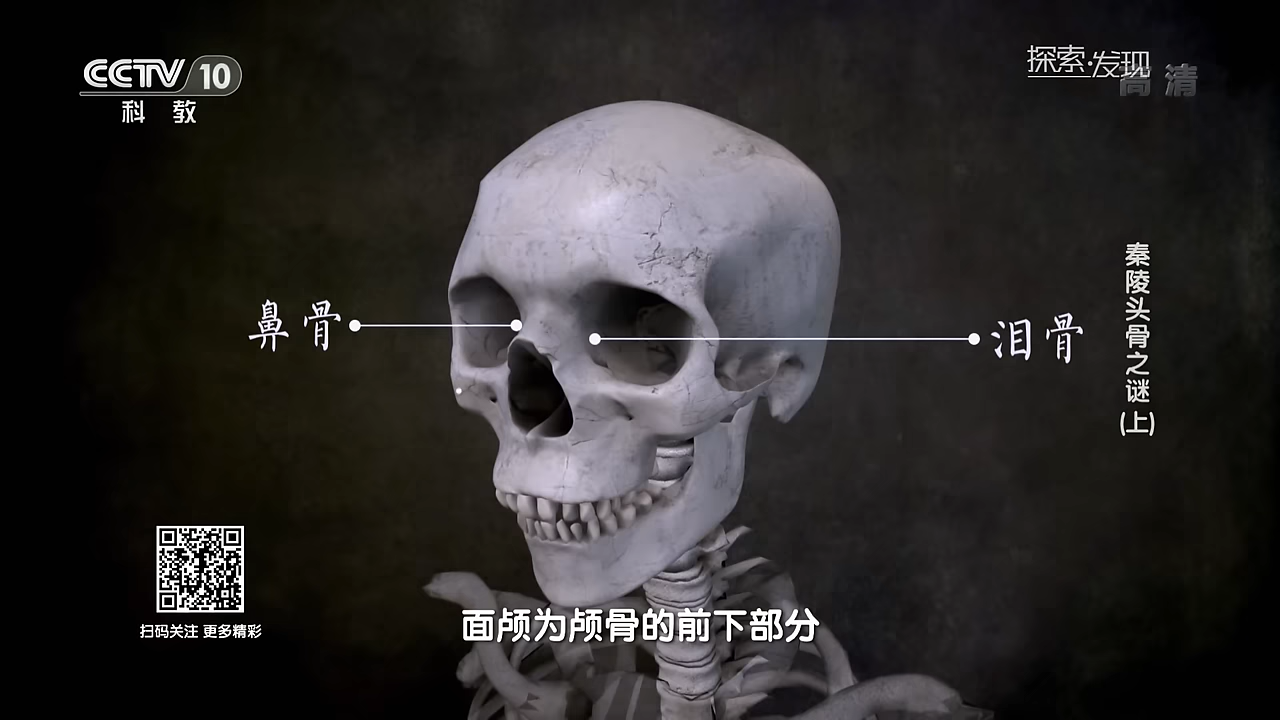 CCTV 10
科 教
探索·发现
高清
鼻骨
泪骨
秦陵头骨之谜(上)
扫码关注 更多精彩
面颅为颅骨的前下部分